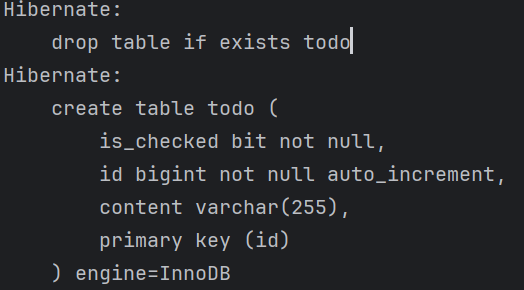 Hibernate:
    drop table if exists todo
Hibernate:
    create table todo (
        is_checked bit not null,
        id bigint not null auto_increment,
        content varchar(255),
        primary key (id)
    ) engine=InnoDB